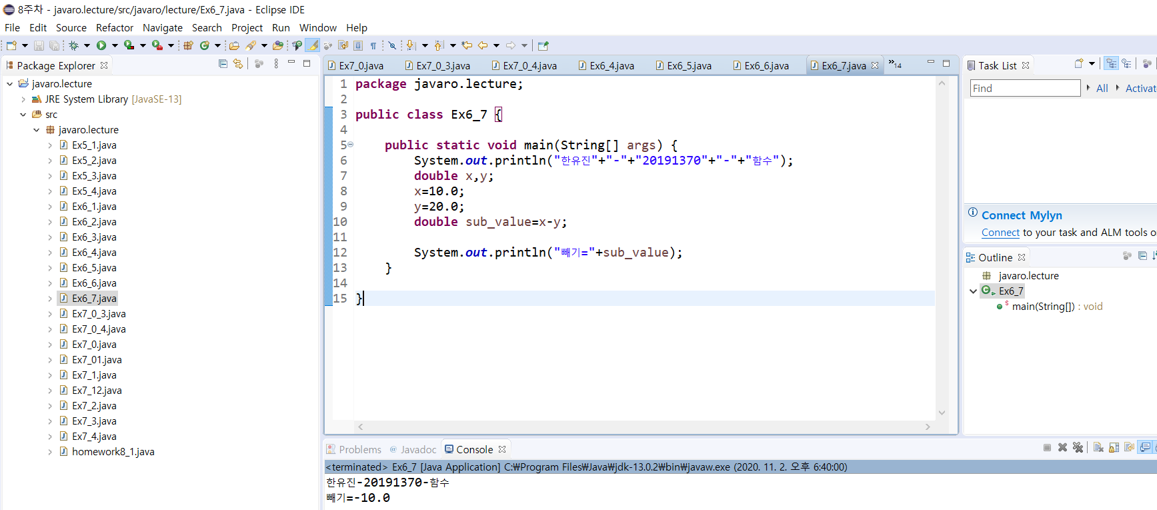 8주차 - javaro.lecture/src/javaro/lecture/Ex6_7.java - Eclipse IDE
File Edit Source Refactor Navigate Search Project Run Window Help
Package Explorer
javaro.lecture
JRE System Library [JavaSE-13]
src
javaro.lecture
Ex5_1.java
Ex5_2.java
Ex5_3.java
Ex5_4.java
Ex6_1.java
Ex6_2.java
Ex6_3.java
Ex6_4.java
Ex6_5.java
Ex6_6.java
Ex6_7.java
Ex7_0_3.java
Ex7_0_4.java
Ex7_0.java
Ex7_01.java
Ex7_1.java
Ex7_12.java
Ex7_2.java
Ex7_3.java
Ex7_4.java
homework8_1.java
Ex7_0.java Ex7_0_3.java Ex7_0_4.java Ex6_4.java Ex6_5.java Ex6_6.java Ex6_7.java »14
1 package javaro.lecture;
2
3 public class Ex6_7 {
4
5 public static void main(String[] args) {
6 System.out.println("한유진"+"-"+"20191370"+"-"+"함수");
7 double x,y;
8 x=10.0;
9 y=20.0;
10 double sub_value=x-y;
11
12 System.out.println("빼기="+sub_value);
13 }
14
15 }
Task List
Find All Activat
Connect Mylyn
Connect to your task and ALM tools o
Outline
javaro.lecture
Ex6_7
main(String[]) : void
Problems Javadoc Console
<terminated> Ex6_7 [Java Application] C:₩Program Files₩Java₩jdk-13.0.2₩bin₩javaw.exe (2020. 11. 2. 오후 6:40:00)
한유진-20191370-함수
빼기=-10.0